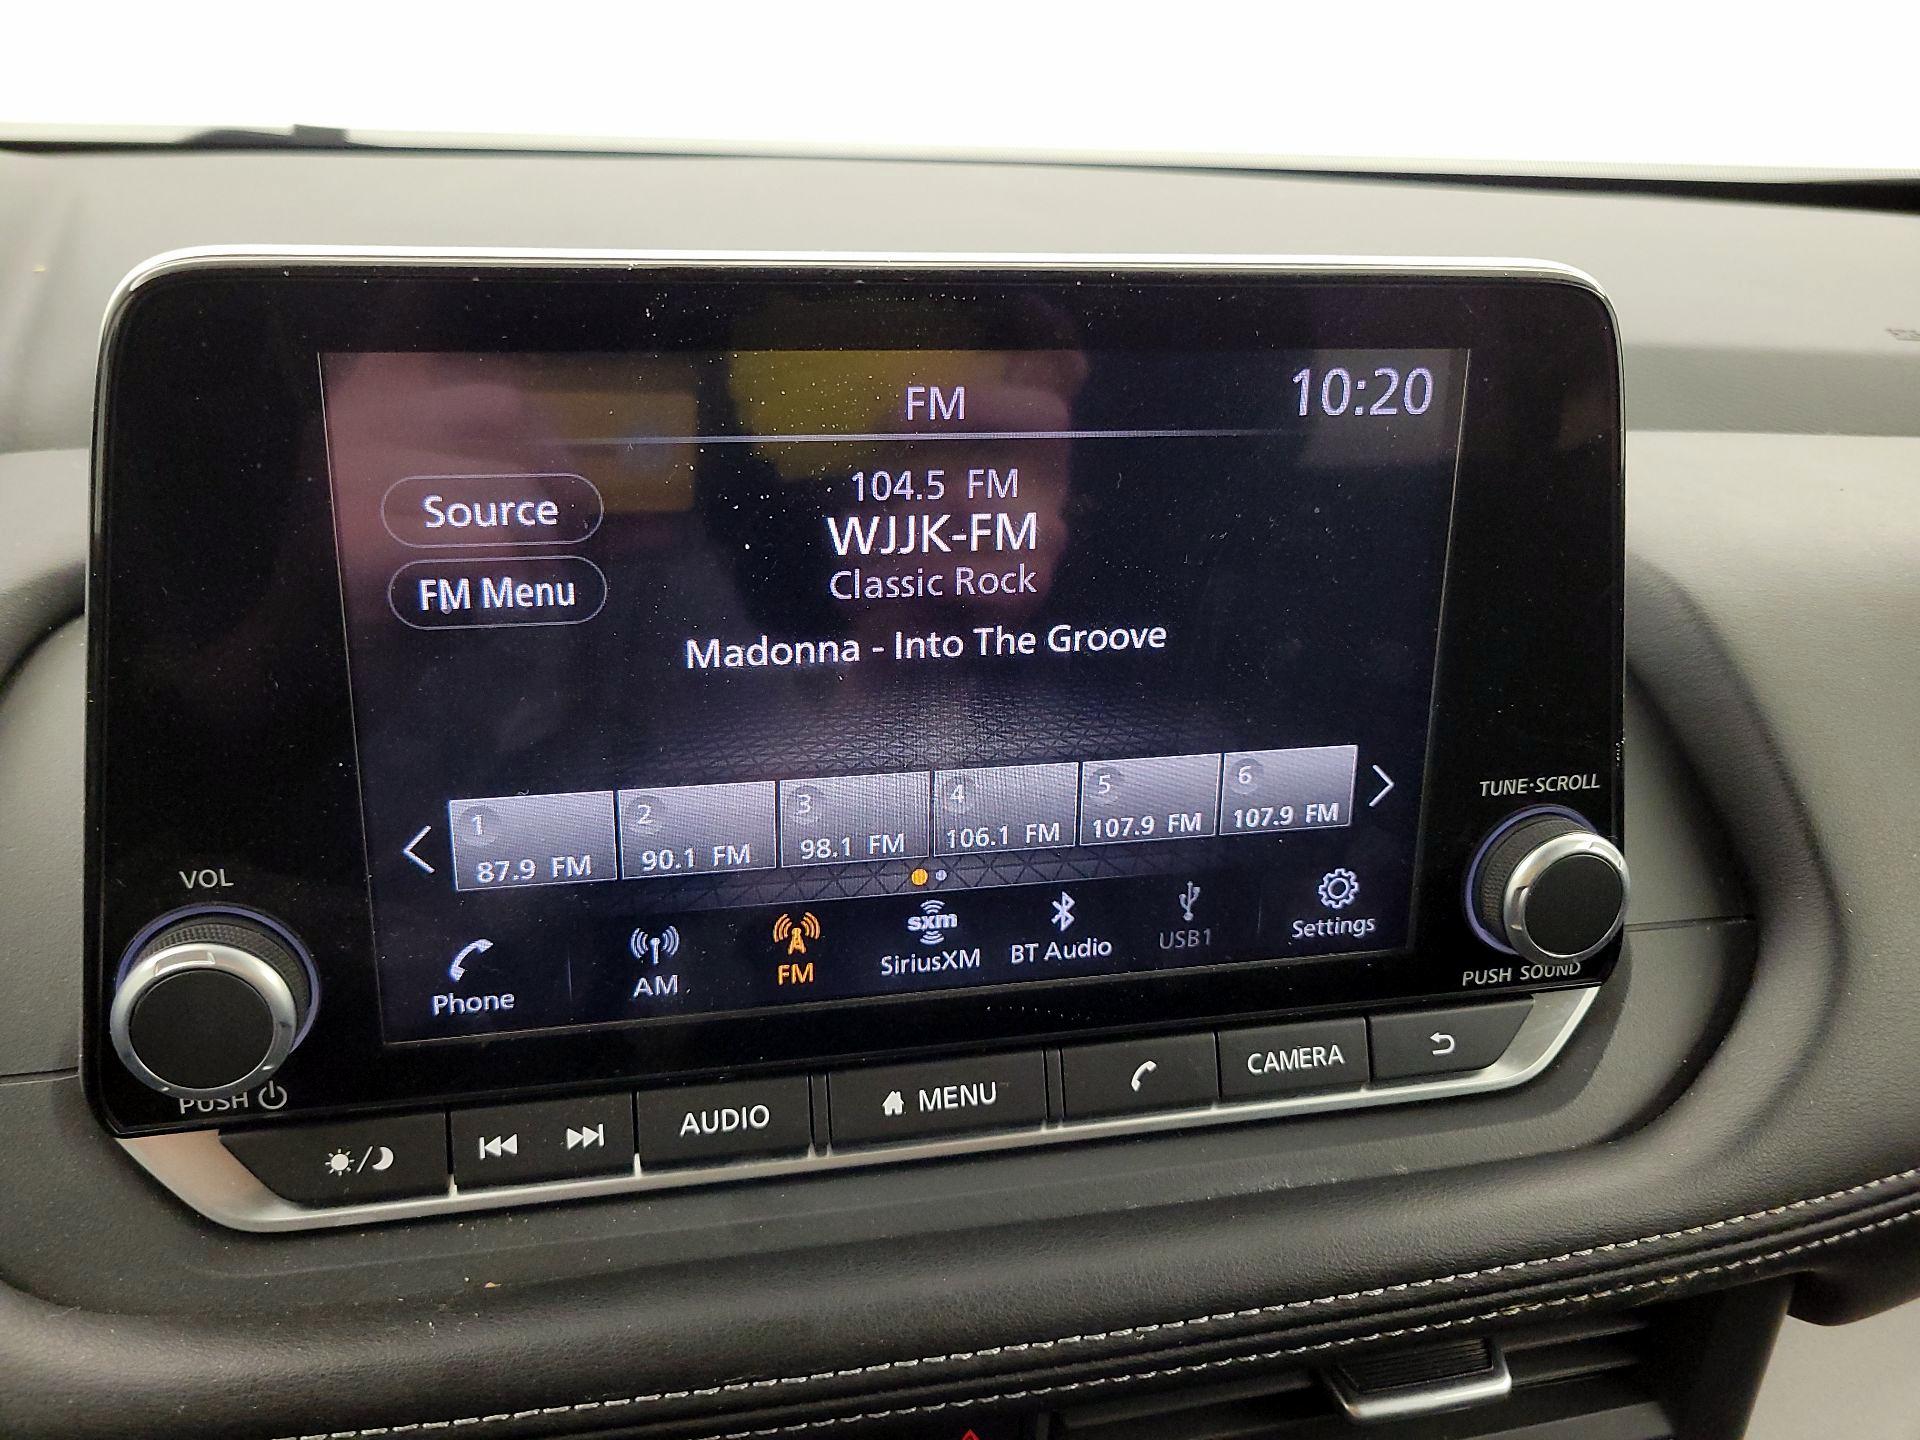 FM
10:20
Source
104.5 FM
WJJK-FM
Classic Rock
FM Menu
Madonna - Into The Groove
1
87.9 FM
2
90.1 FM
3
98.1 FM
4
106.1 FM
5
107.9 FM
6
107.9 FM
Phone
AM
FM
sxm
SiriusXM
BT Audio
USB1
Settings
VOL
PUSH
TUNE·SCROLL
PUSH SOUND
AUDIO
MENU
CAMERA